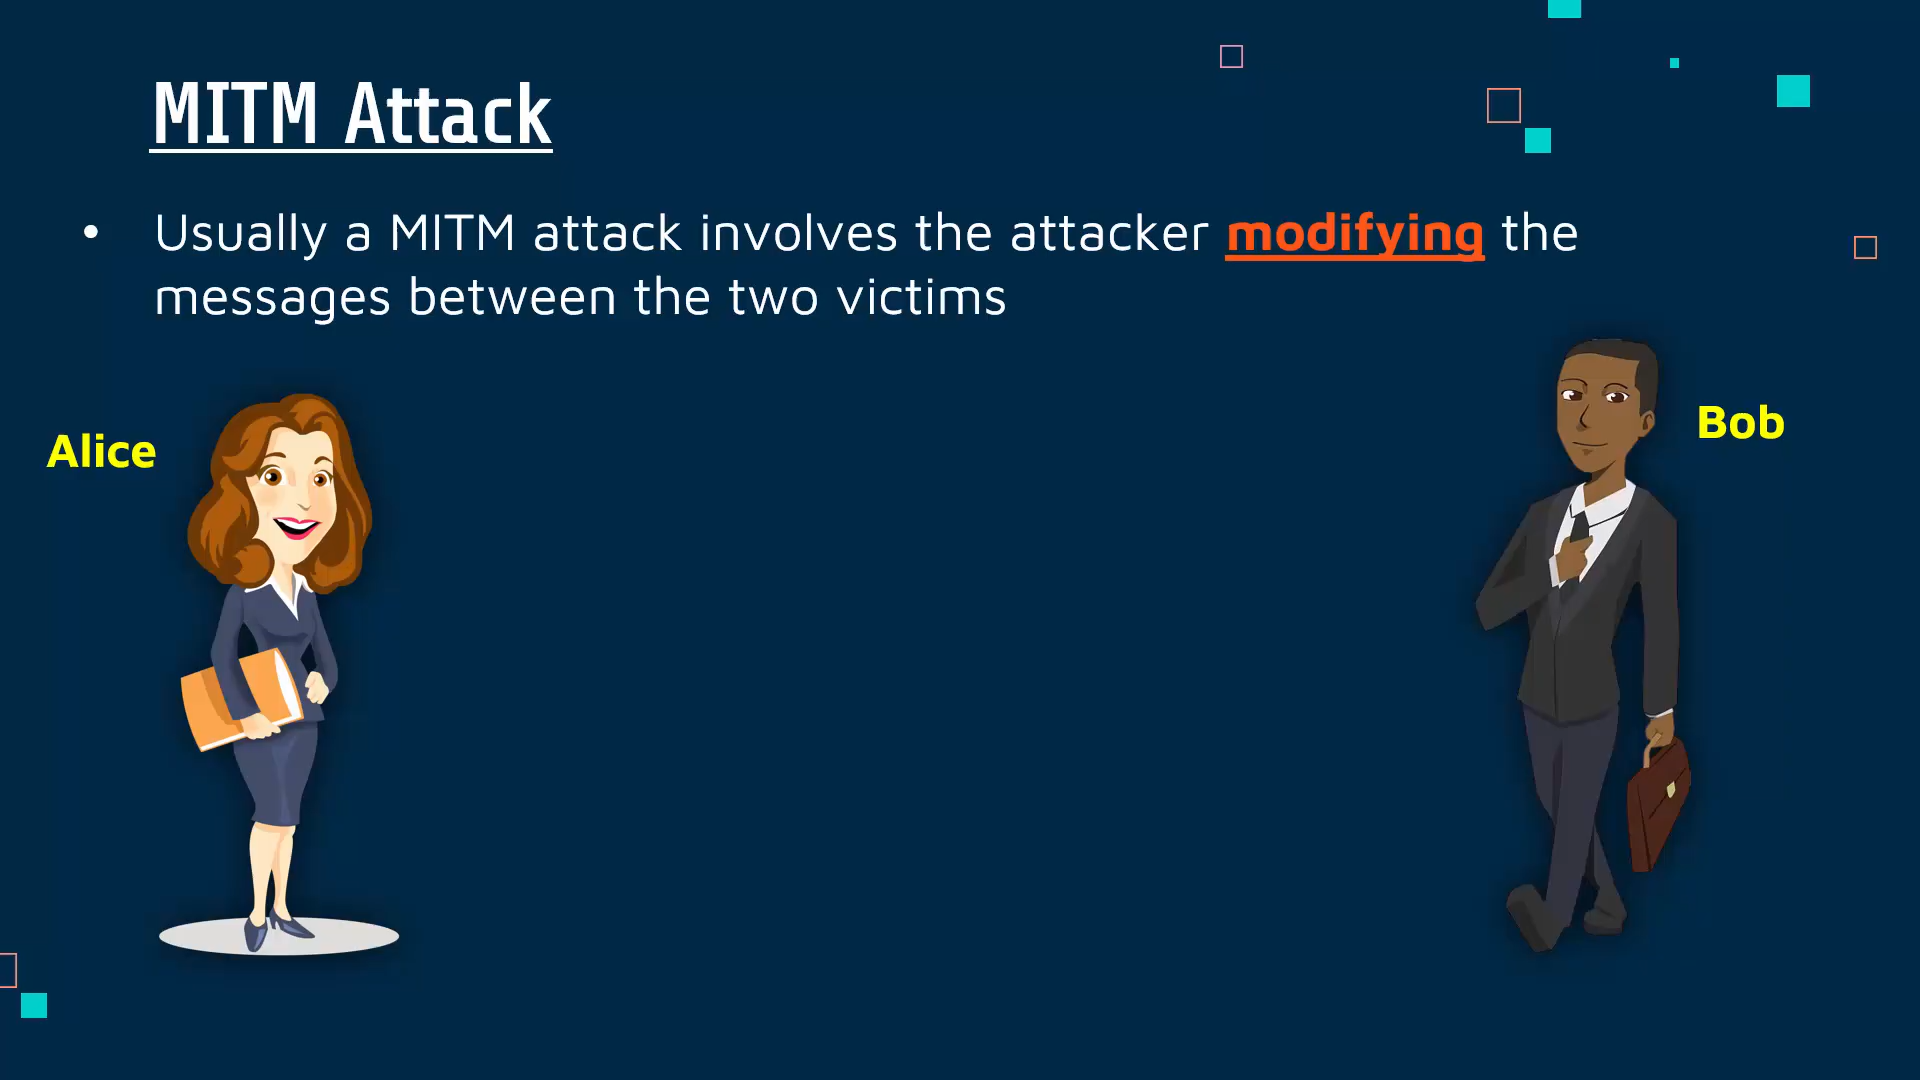 MITM Attack
• Usually a MITM attack involves the attacker modifying the
messages between the two victims
Alice
Bob